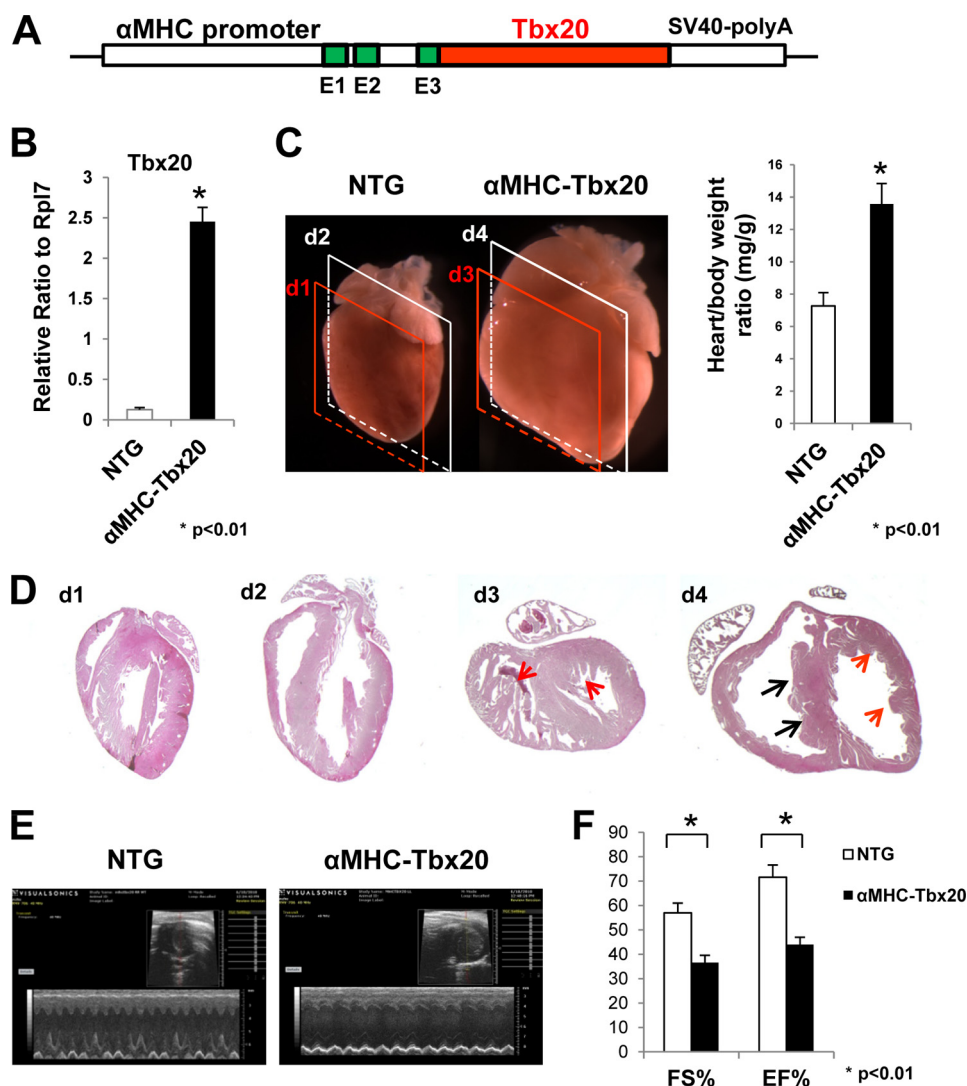 A
αMHC promoter
Tbx20
SV40-polyA
E1
E2
E3
B
Tbx20
Relative Ratio to Rpl7
3
2.5
2
1.5
1
0.5
0
NTG
αMHC-Tbx20
* p<0.01
*
C
NTG
αMHC-Tbx20
d2
d1
d4
d3
Heart/body weight
ratio (mg/g)
16
14
12
10
8
6
4
2
0
*
NTG
αMHC-Tbx20
* p<0.01
D
d1
d2
d3
d4
E
NTG
αMHC-Tbx20
VISUALSONICS
VISUALSONICS
F
90
80
70
60
50
40
30
20
10
0
*
*
NTG
αMHC-Tbx20
FS%
EF%
* p<0.01